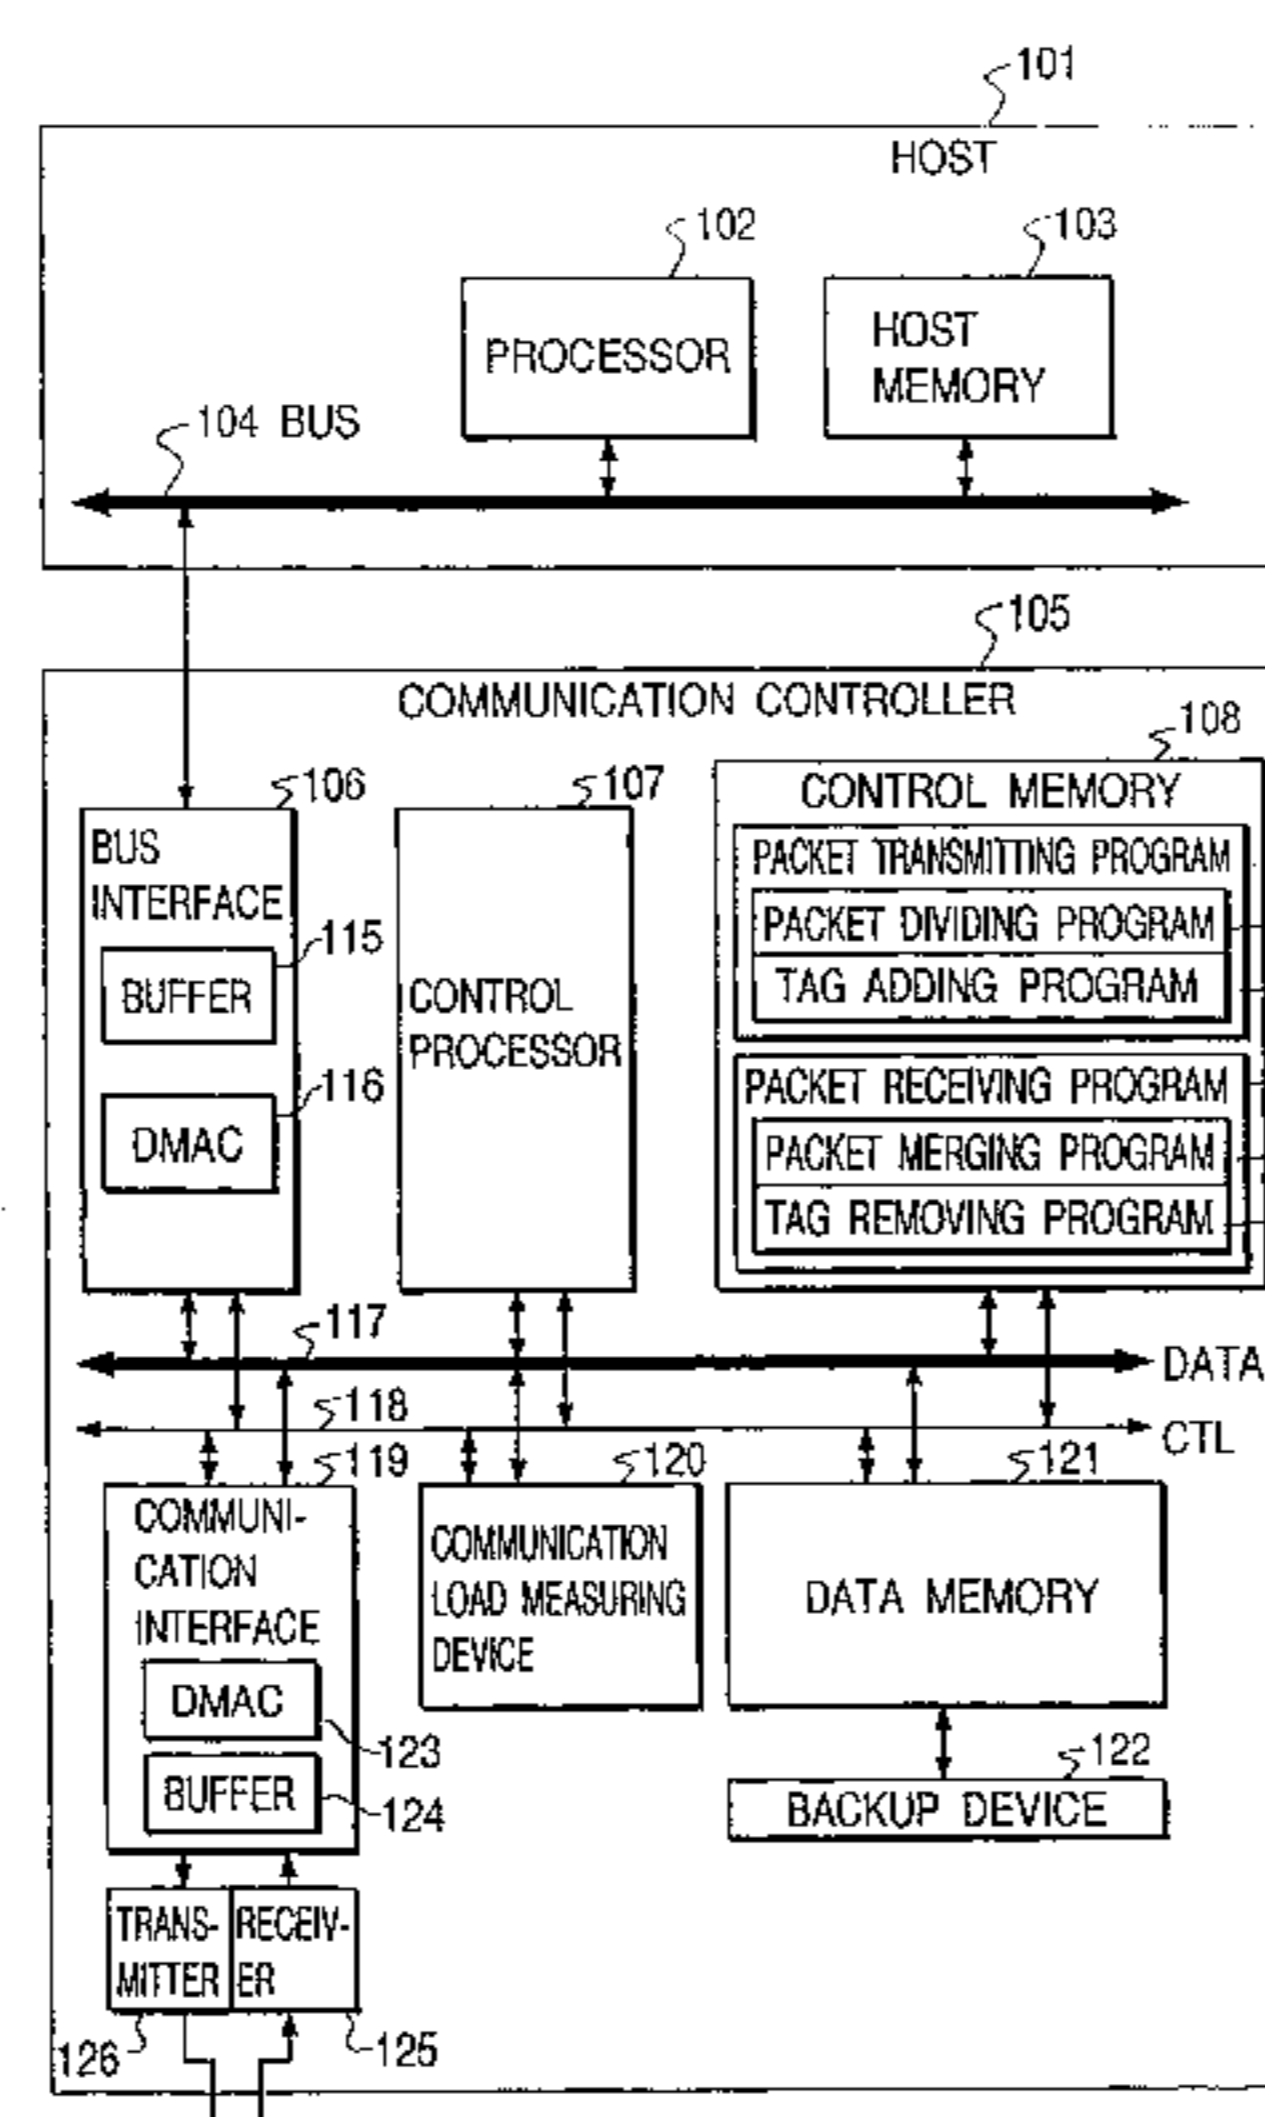 101
HOST
102
103
PROCESSOR
HOST
MEMORY
104 BUS
105
COMMUNICATION CONTROLLER
108
106
107
CONTROL MEMORY
BUS
INTERFACE
PACKET TRANSMITTING PROGRAM
PACKET DIVIDING PROGRAM
TAG ADDING PROGRAM
115
BUFFER
CONTROL
PROCESSOR
116
DMAC
PACKET RECEIVING PROGRAM
PACKET MERGING PROGRAM
TAG REMOVING PROGRAM
117
DATA
118
CTL
119
120
121
COMMUNI-
CATION
INTERFACE
COMMUNICATION
LOAD MEASURING
DEVICE
DATA MEMORY
DMAC
123
BUFFER
124
122
BACKUP DEVICE
TRANS-
MITTER
RECEIV-
ER
126
125